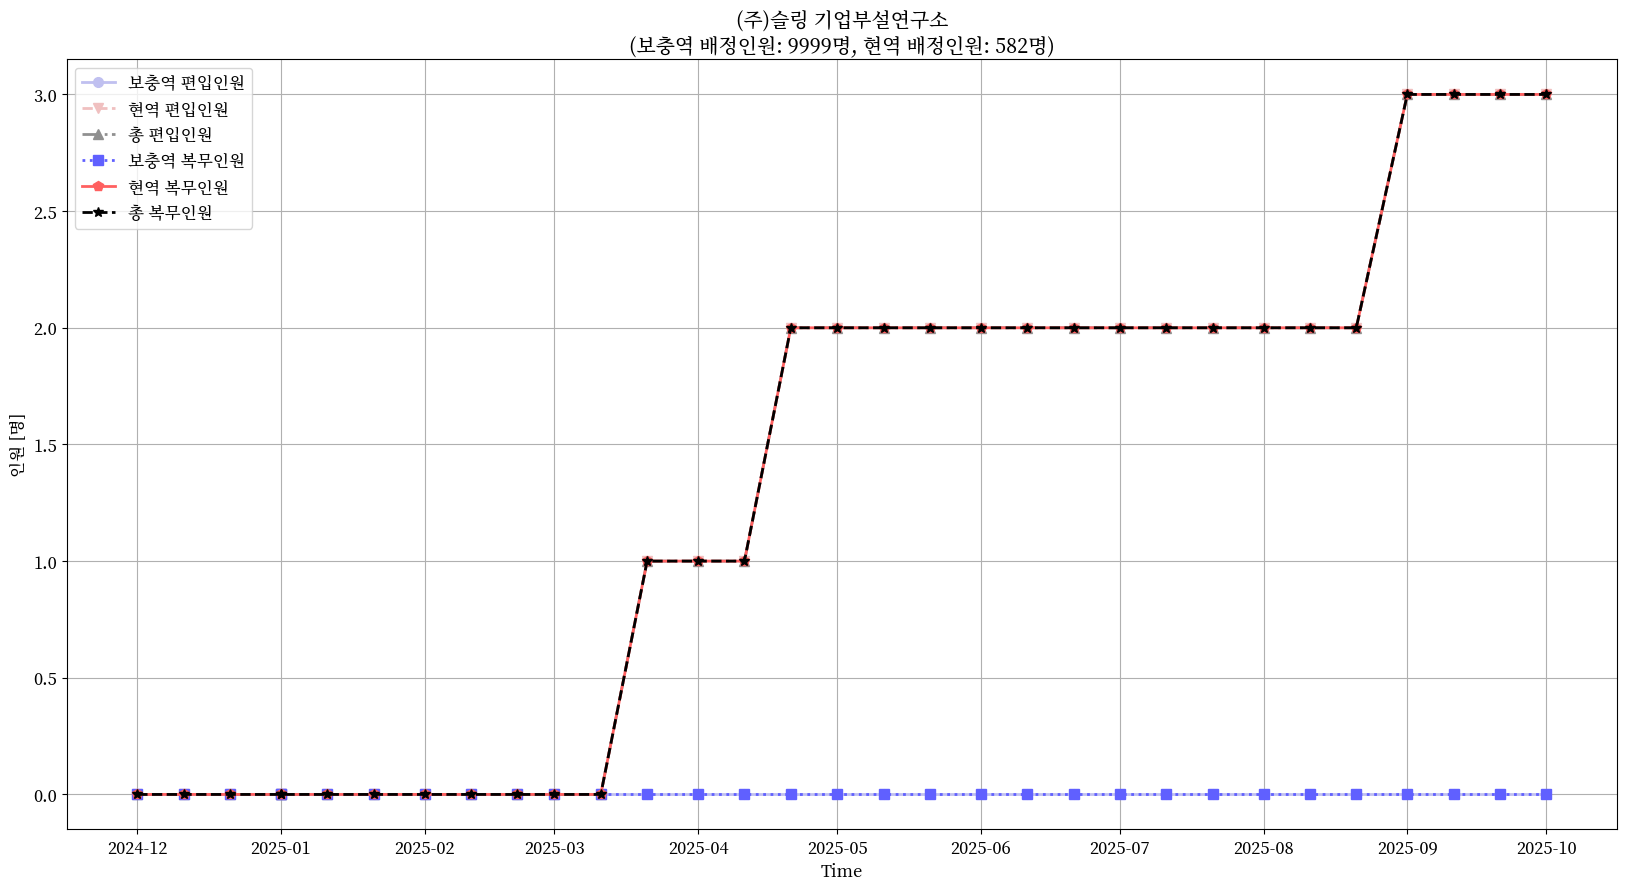 (주)슬링 기업부설연구소
(보충역 배정인원: 9999명, 현역 배정인원: 582명)
보충역 편입인원
현역 편입인원
총 편입인원
보충역 복무인원
현역 복무인원
총 복무인원
3.0
2.5
2.0
1.5
1.0
0.5
0.0
인원 [명]
2024-12 2025-01 2025-02 2025-03 2025-04 2025-05 2025-06 2025-07 2025-08 2025-09 2025-10
Time